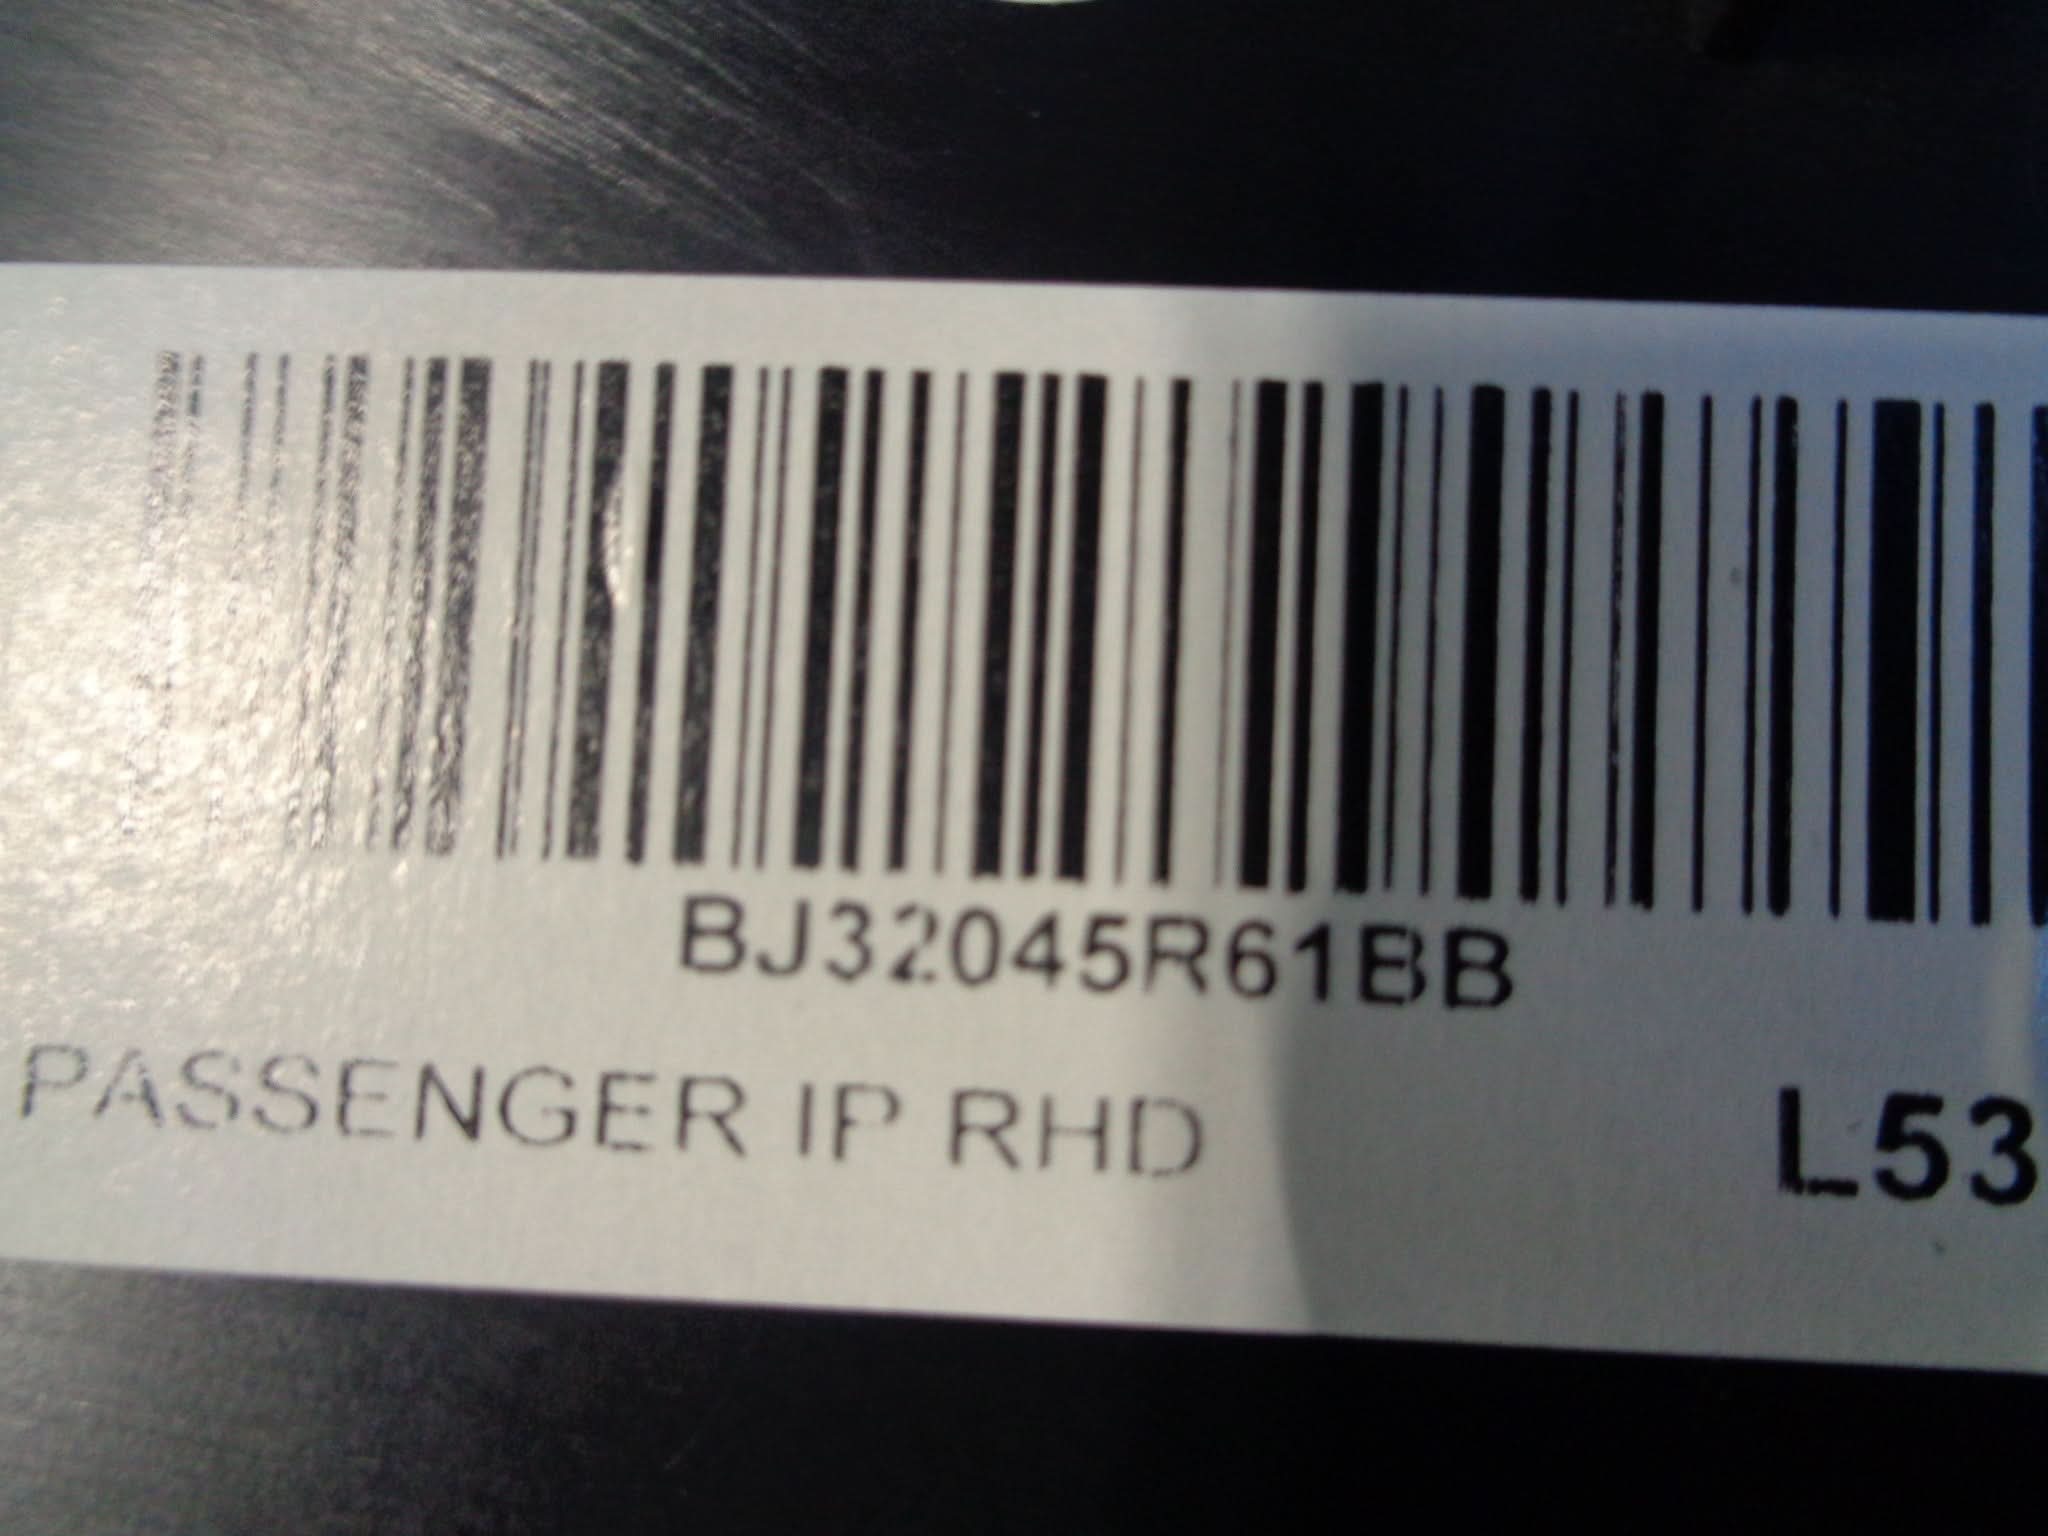 BJ32045R61BB
PASSENGER IP RHD
L53